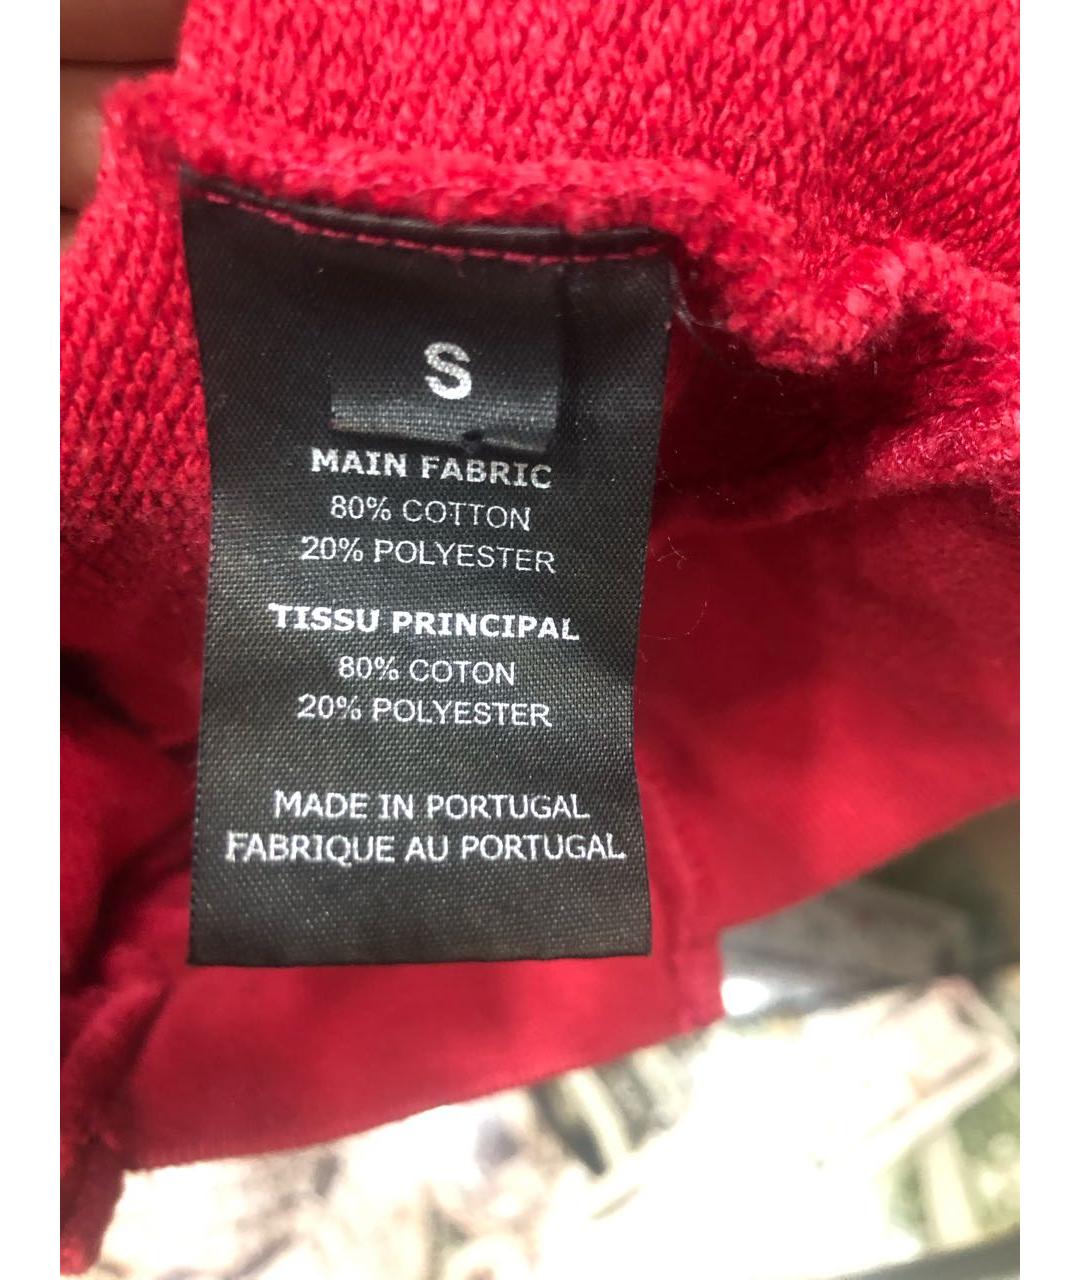 S
MAIN FABRIC
80% COTTON
20% POLYESTER
TISSU PRINCIPAL
80% COTON
20% POLYESTER
MADE IN PORTUGAL
FABRIQUE AU PORTUGAL